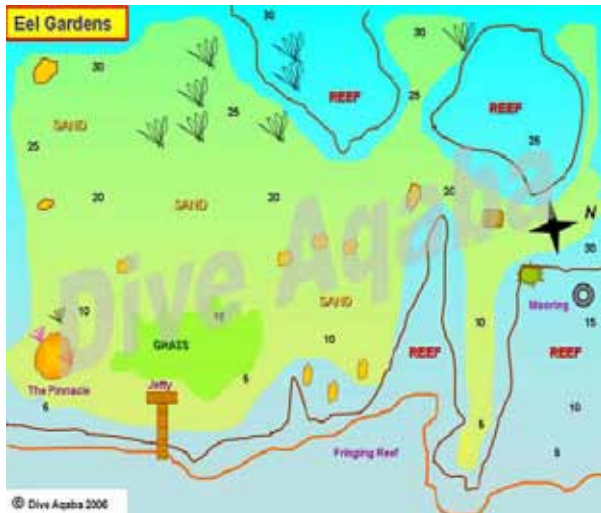 Eel Gardens
30
30
30
REEF
REEF
25
25
25
25
SAND
20
SAND
20
20
N
30
Dive Aqaba
10
10
GRASS
SAND
10
10
Mooring
15
The Pinnacle
Jetty
5
5
REEF
REEF
10
5
5
Fringing Reef
© Dive Aqaba 2006